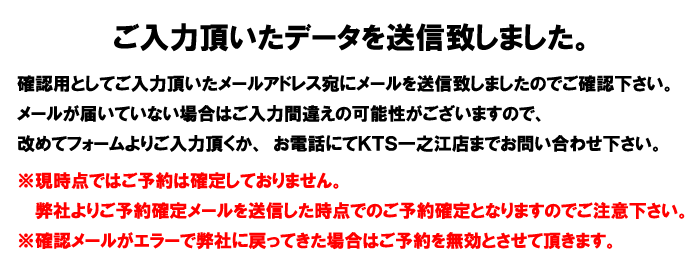 ご入力頂いたデータを送信致しました。
確認用としてご入力頂いたメールアドレス宛にメールを送信致しましたのでご確認下さい。
メールが届いていない場合はご入力間違えの可能性がございますので、
改めてフォームよりご入力頂くか、 お電話にてKTS一之江店までお問い合わせ下さい。
※現時点ではご予約は確定しておりません。
弊社よりご予約確定メールを送信した時点でのご予約確定となりますのでご注意下さい。
※確認メールがエラーで弊社に戻ってきた場合はご予約を無効とさせて頂きます。